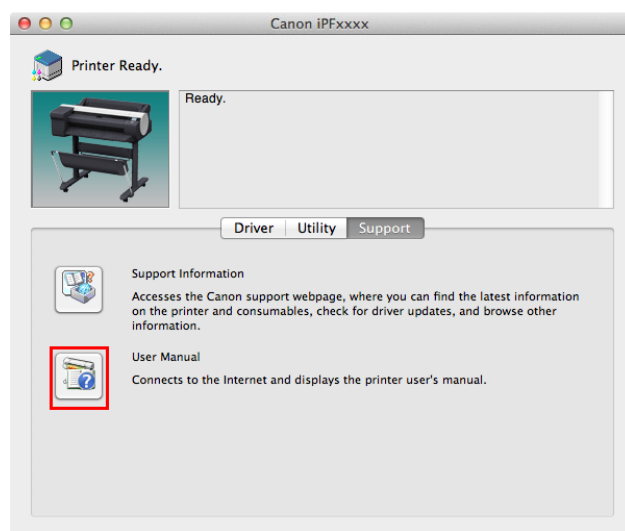 Canon iPFxxxx
Printer Ready.
Ready.
Driver Utility Support
Support Information
Accesses the Canon support webpage, where you can find the latest information
on the printer and consumables, check for driver updates, and browse other
information.
User Manual
Connects to the Internet and displays the printer user's manual.